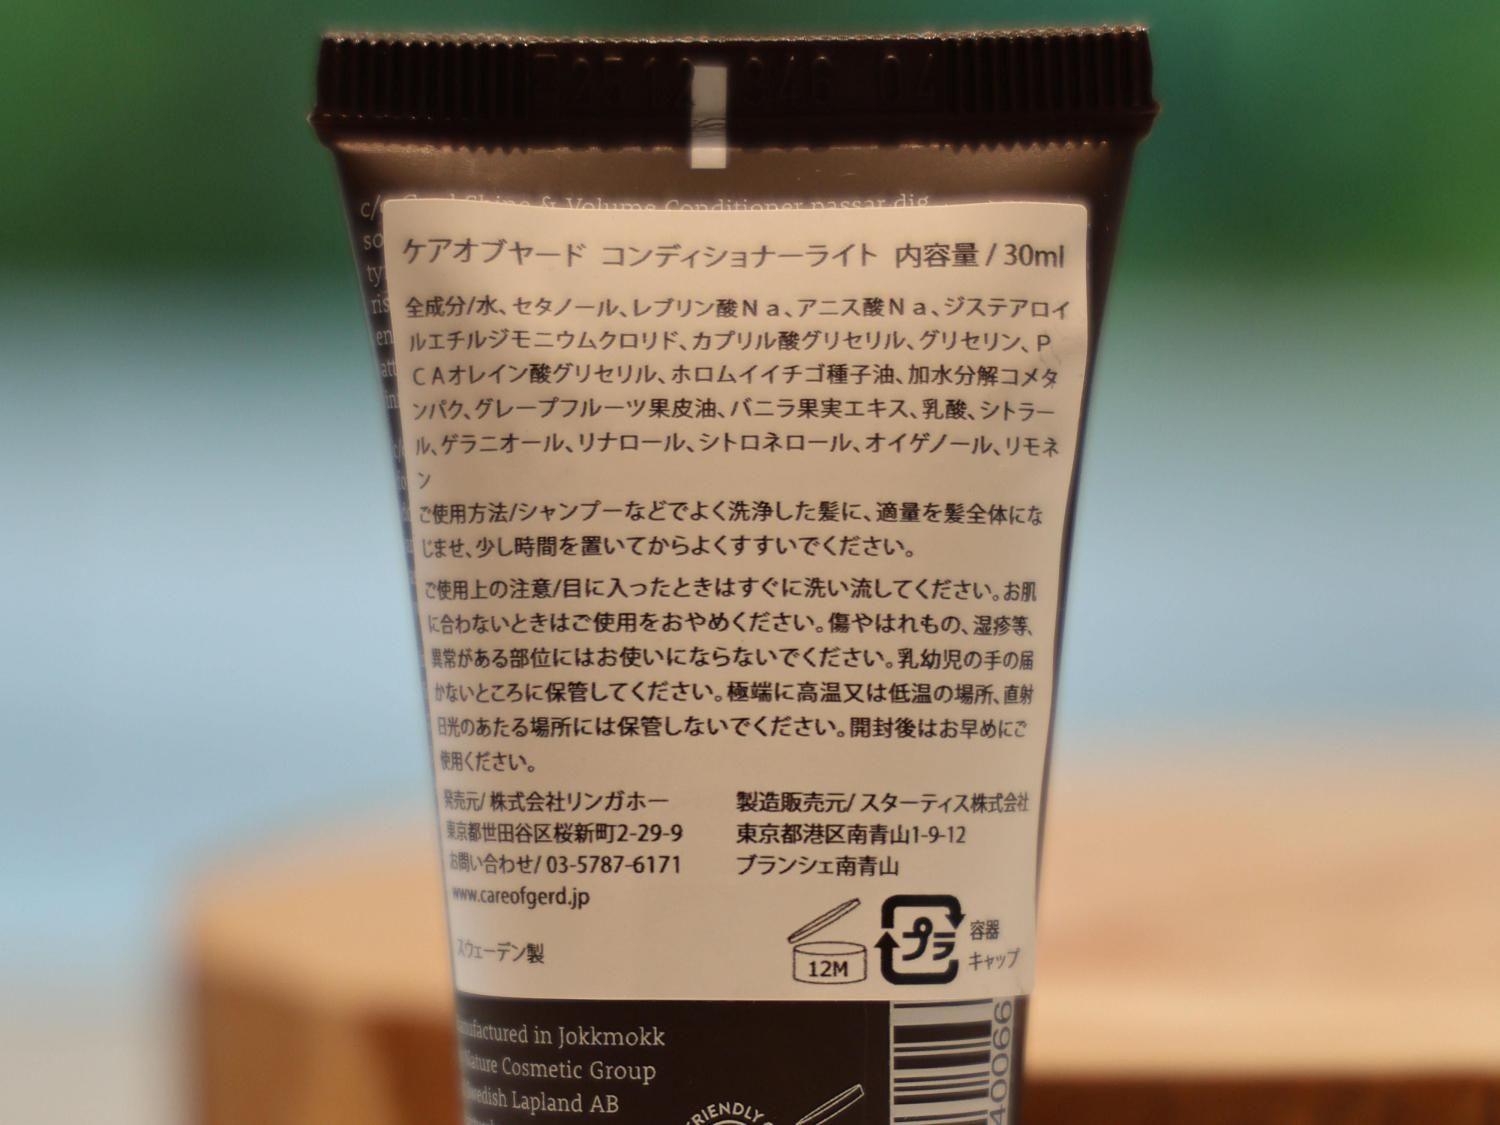 c/o Gerd Shine & Volume Conditioner passar dig
ケアオブヤード コンディショナーライト 内容量 / 30ml
全成分/水、セタノール、レブリン酸Ｎａ、アニス酸Ｎａ、ジステアロイ
ルエチルジモニウムクロリド、カプリル酸グリセリル、グリセリン、Ｐ
ＣＡオレイン酸グリセリル、ホロムイイチゴ種子油、加水分解コメタ
ンパク、グレープフルーツ果皮油、バニラ果実エキス、乳酸、シトラー
ル、ゲラニオール、リナロール、シトロネロール、オイゲノール、リモネ
ン
ご使用方法/シャンプーなどでよく洗浄した髪に、適量を髪全体にな
じませ、少し時間を置いてからよくすすいでください。
ご使用上の注意/目に入ったときはすぐに洗い流してください。お肌
に合わないときはご使用をおやめください。傷やはれもの、湿疹等、
異常がある部位にはお使いにならないでください。乳幼児の手の届
かないところに保管してください。極端に高温又は低温の場所、直射
日光のあたる場所には保管しないでください。開封後はお早めにご
使用ください。
発売元/ 株式会社リンガホー
東京都世田谷区桜新町2-29-9
お問い合わせ/ 03-5787-6171
www.careofgerd.jp
製造販売元/ スターティス株式会社
東京都港区南青山1-9-12
ブランシェ南青山
スウェーデン製
12M
プラ
容器
キャップ
Manufactured in Jokkmokk
Nature Cosmetic Group
Swedish Lapland AB
FRIENDLY
40066